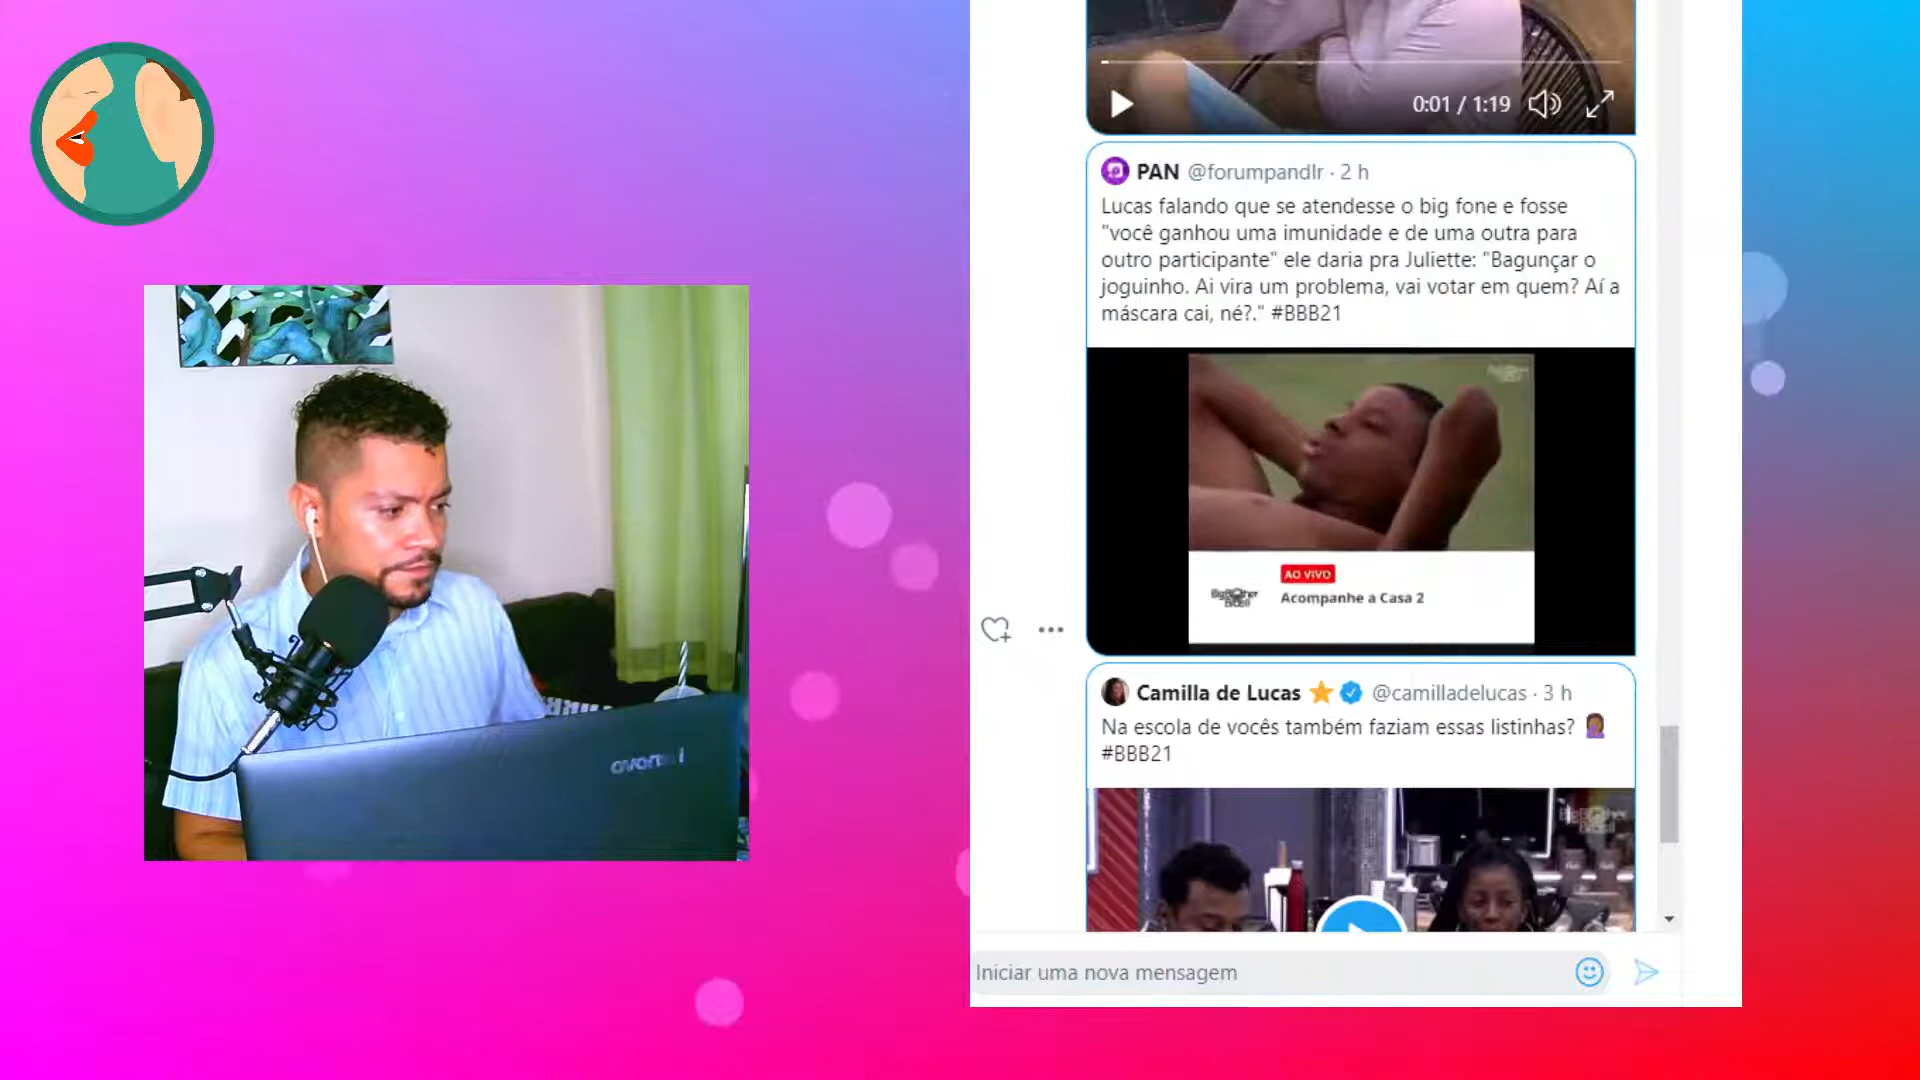 0:01 / 1:19
PAN @forumpandlr · 2 h
Lucas falando que se atendesse o big fone e fosse
"você ganhou uma imunidade e de uma outra para
outro participante" ele daria pra Juliette: "Bagunçar o
joguinho. Ai vira um problema, vai votar em quem? Aí a
máscara cai, né?." #BBB21
AO VIVO
Acompanhe a Casa 2
Camilla de Lucas @camilladelucas · 3 h
Na escola de vocês também faziam essas listinhas?
#BBB21
Iniciar uma nova mensagem